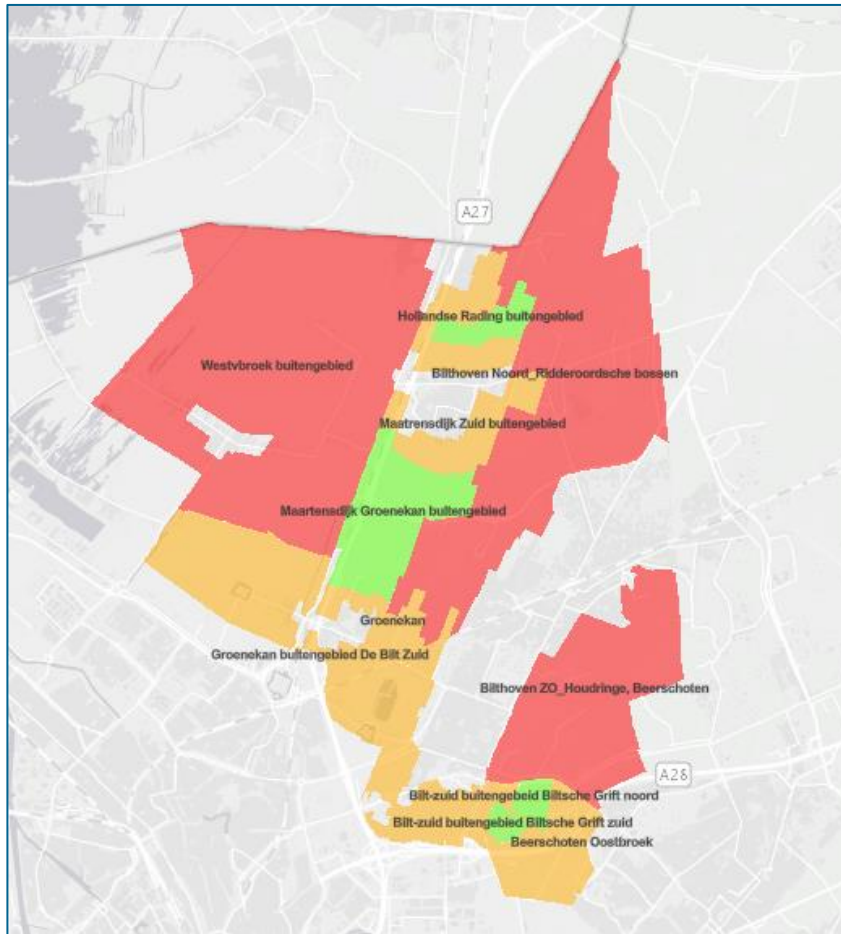 A27
Hollandse Rading buitengebied
Westvbroek buitengebied
Bilthoven Noord_Ridderoordsche bossen
Maatrensdijk Zuid buitengebied
Maartensdijk Groenekan buitengebied
Groenekan
Groenekan buitengebied De Bilt Zuid
Bilthoven ZO_Houdringe, Beerschoten
A28
Bilt-zuid buitengebeid Biltsche Grift noord
Bilt-zuid buitengebied Biltsche Grift zuid
Beerschoten Oostbroek